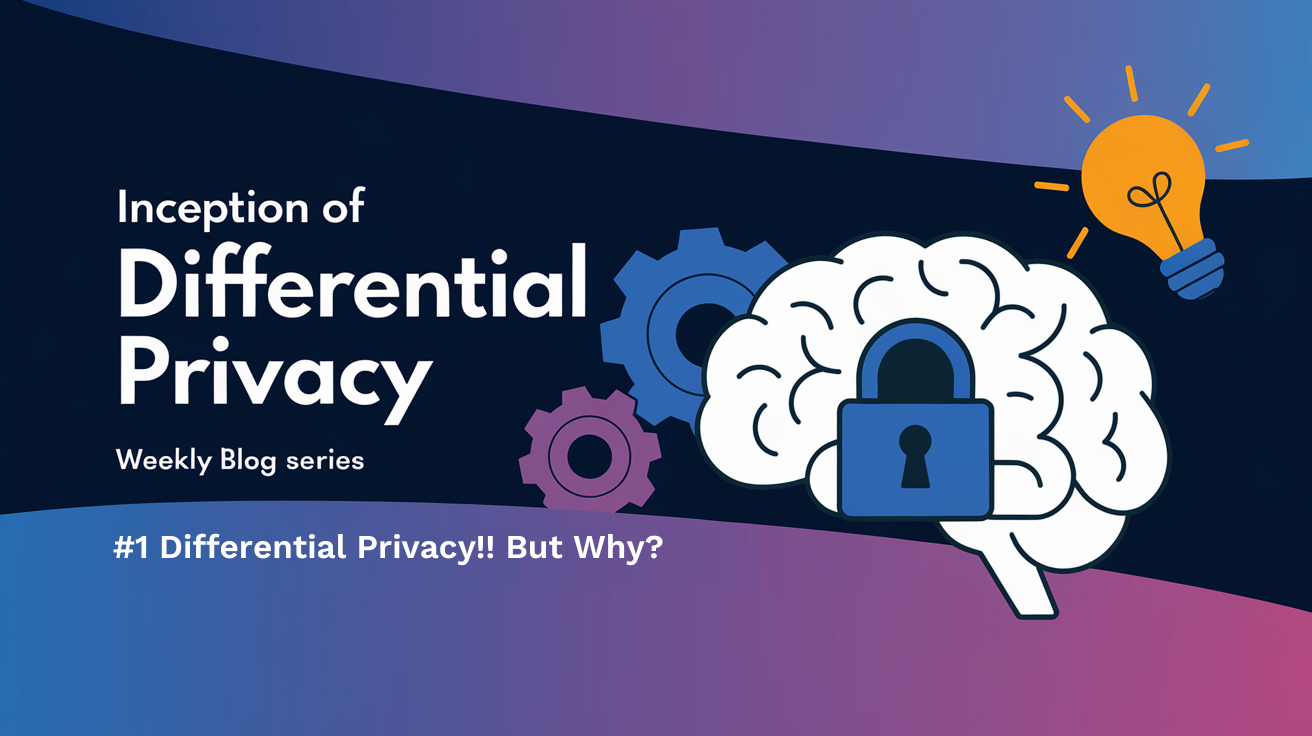 Inception of
Differential
Privacy
Weekly Blog series
#1 Differential Privacy!! But Why?